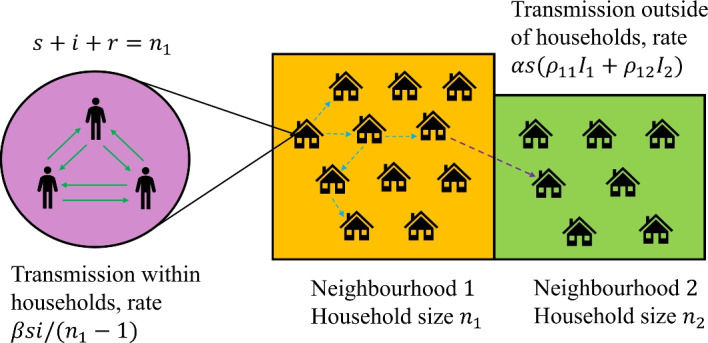 𝑠 + 𝑖 + 𝑟 = 𝑛₁
Transmission within
households, rate
𝛽𝑠𝑖/(𝑛₁ − 1)
Transmission outside
of households, rate
𝛼𝑠(𝜌₁₁𝐼₁ + 𝜌₁₂𝐼₂)
Neighbourhood 1
Household size 𝑛₁
Neighbourhood 2
Household size 𝑛₂